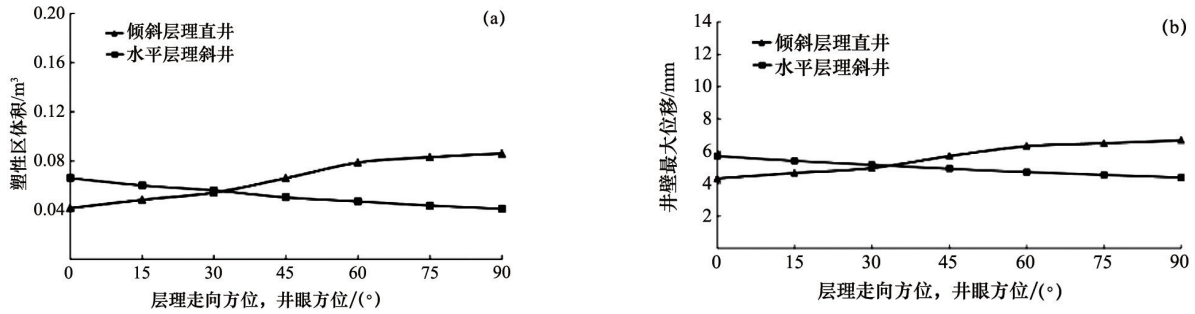 (a)
0.20
0.16
0.12
0.08
0.04
塑性区体积/m³
倾斜层理直井
水平层理斜井
0 15 30 45 60 75 90
层理走向方位，井眼方位/(°)
(b)
14
12
10
8
6
4
2
井壁最大位移/mm
倾斜层理直井
水平层理斜井
0 15 30 45 60 75 90
层理走向方位，井眼方位/(°)